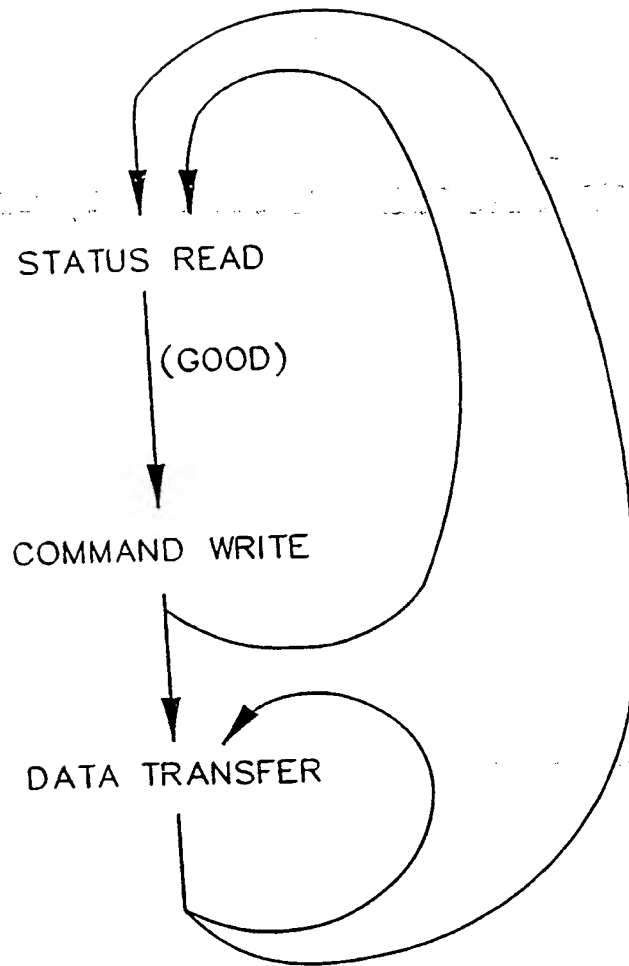 STATUS READ
(GOOD)
COMMAND WRITE
DATA TRANSFER